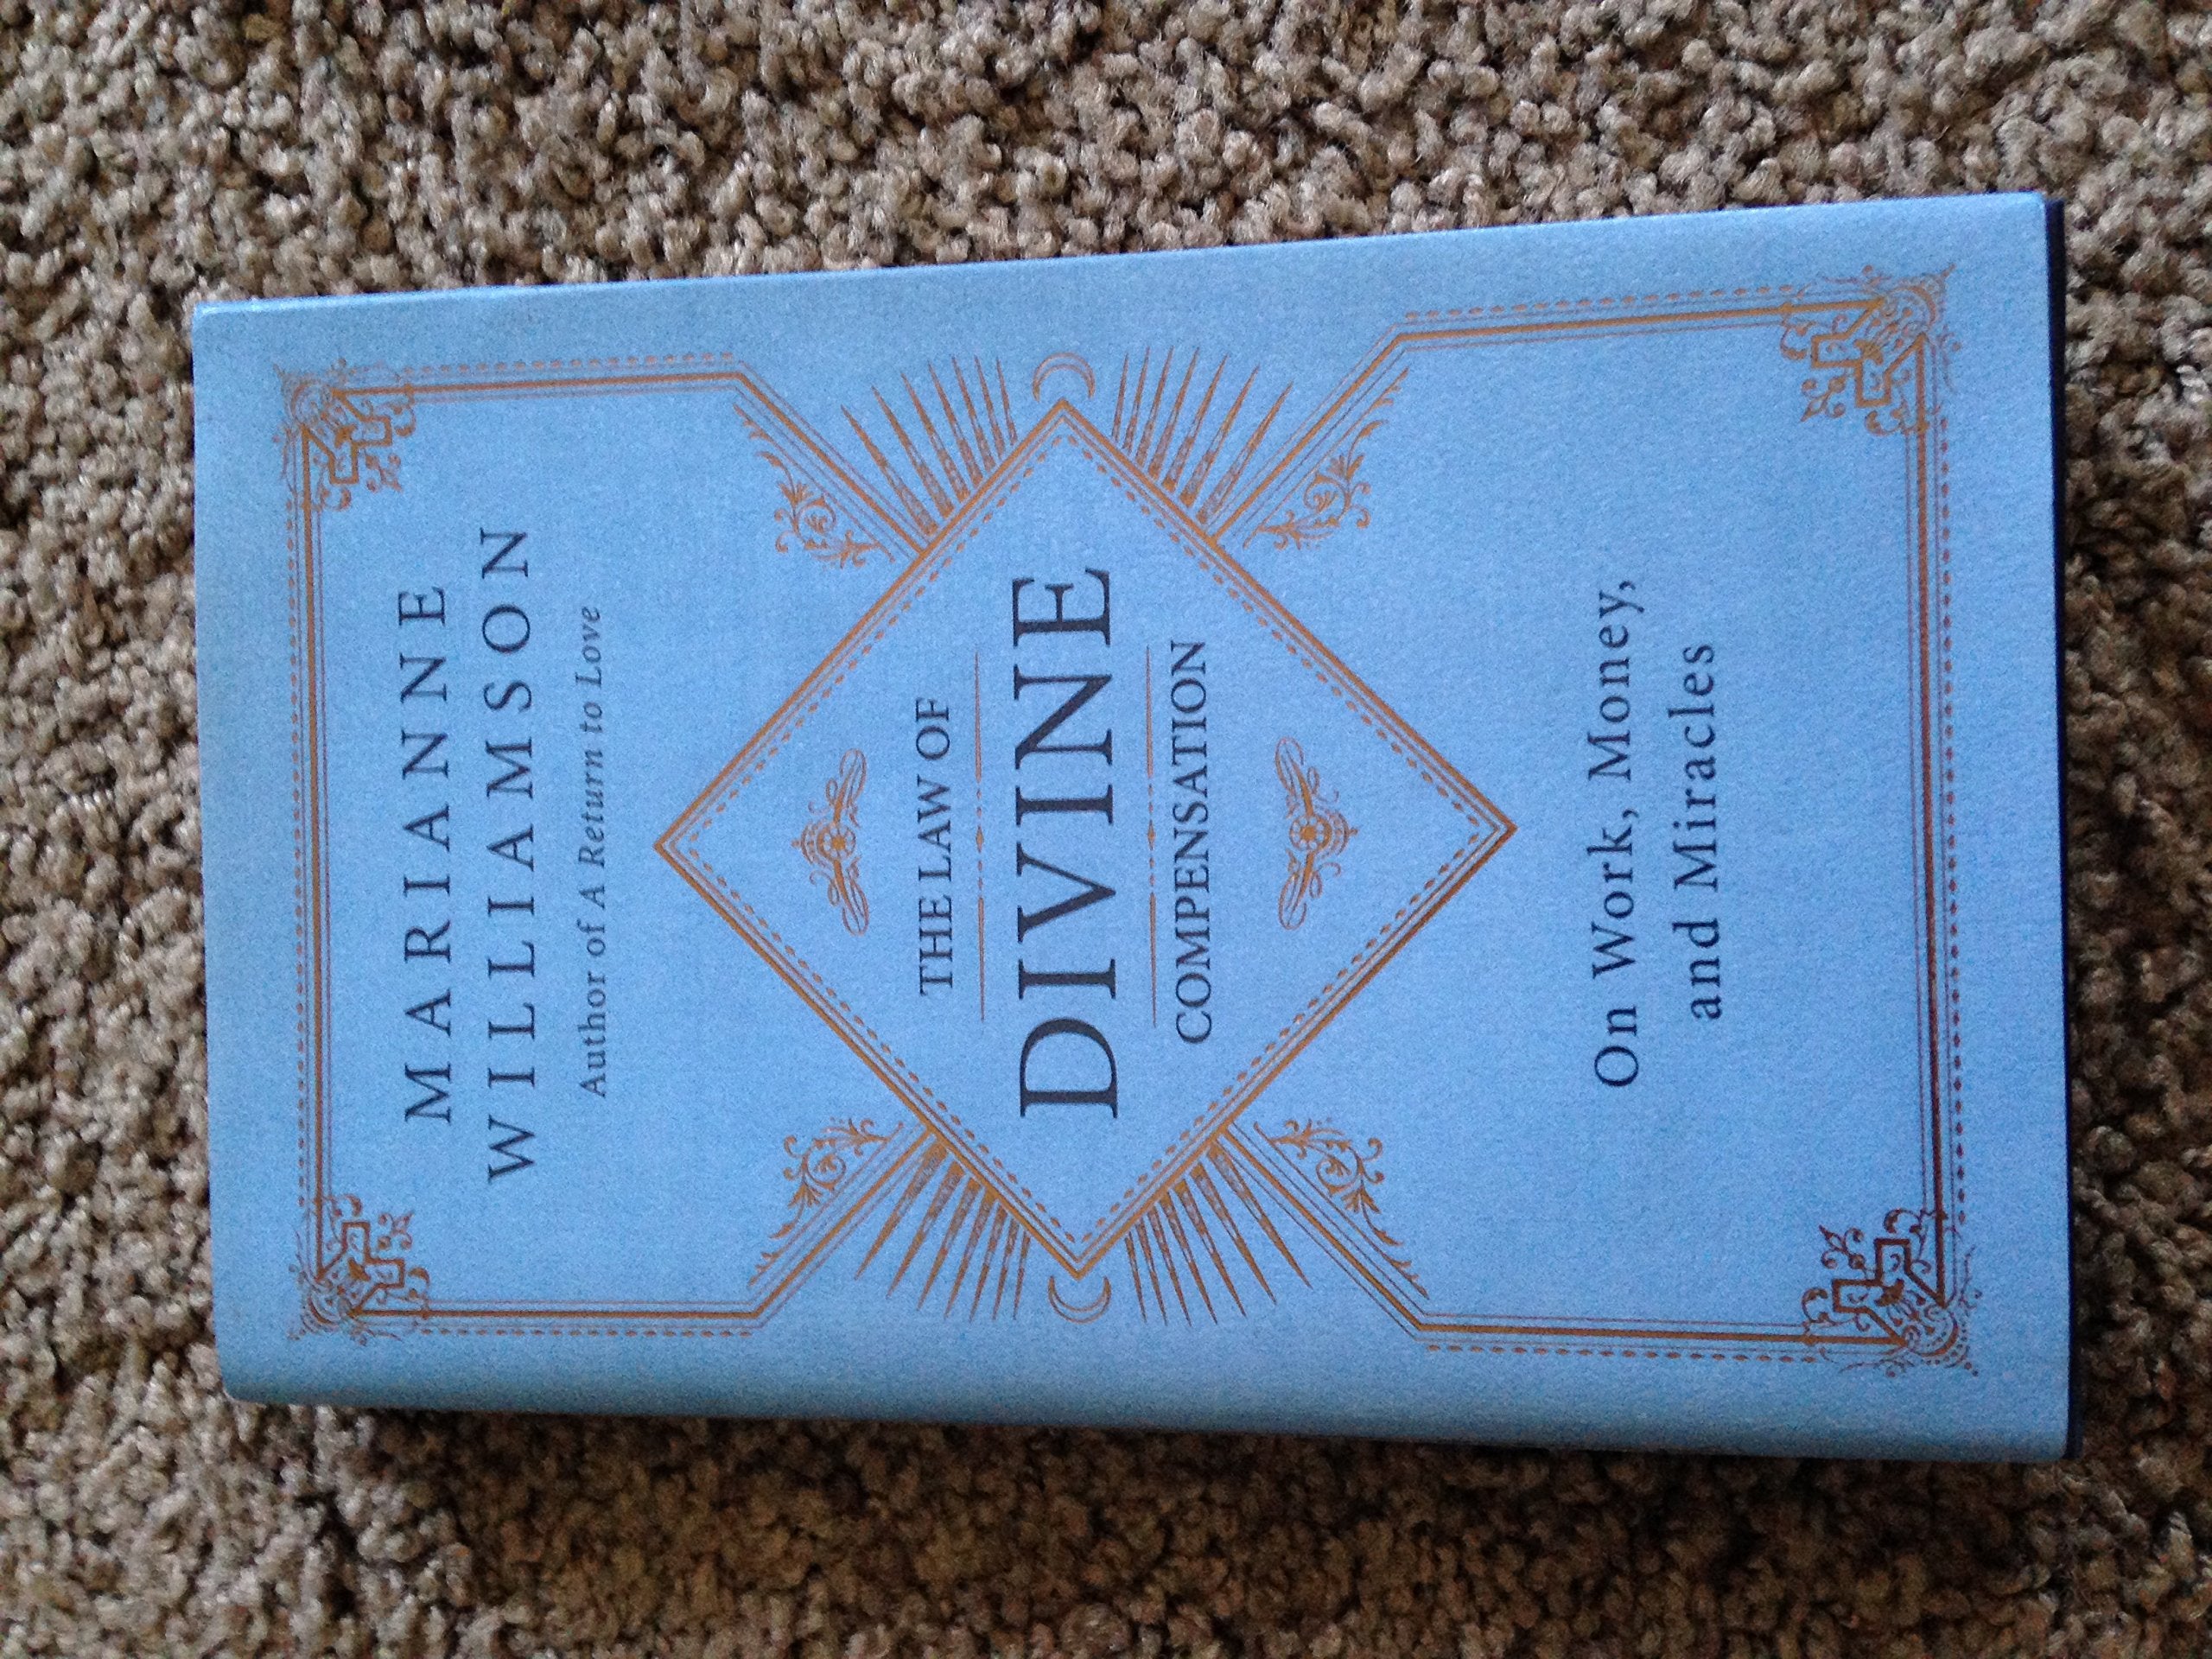 MARIANNE
WILLIAMSON
Author of A Return to Love
THE LAW OF
DIVINE
COMPENSATION
On Work, Money,
and Miracles